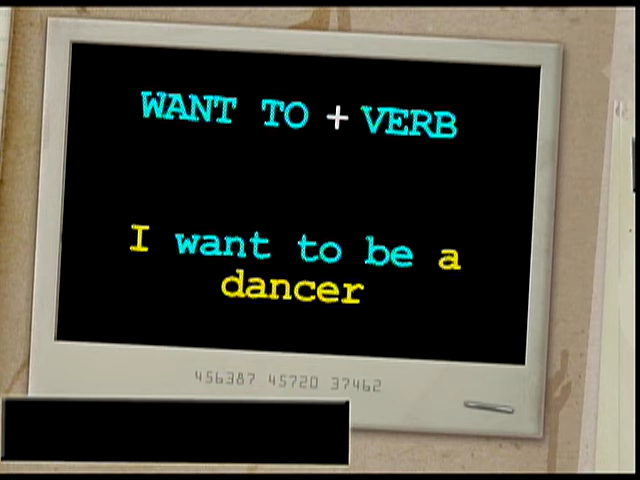 WANT TO + VERB
I want to be a
dancer
456387 45720 37462